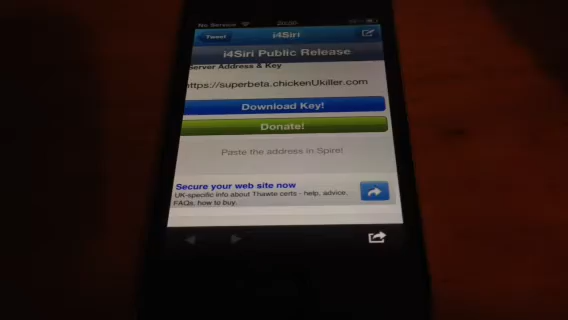 No Service
Tweet
i4Siri
i4Siri Public Release
Server Address & Key
https://superbeta.chickenUkiller.com
Download Key!
Donate!
Paste the address in Spire!
Secure your web site now
UK-specific info about Thawte certs - help, advice,
FAQs, how to buy.